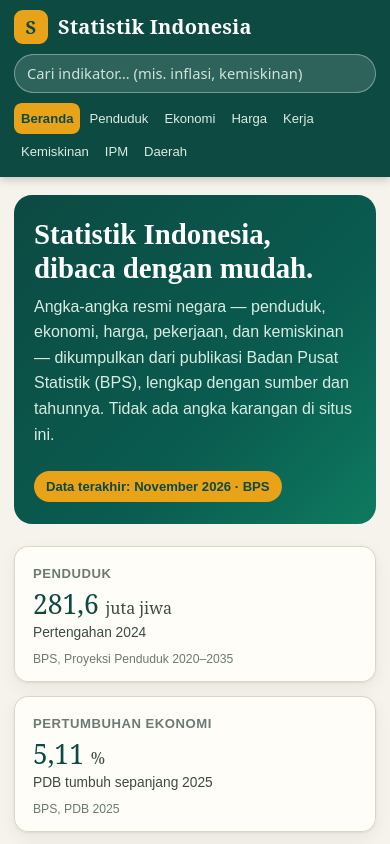 S Statistik Indonesia
Cari indikator... (mis. inflasi, kemiskinan)
Beranda Penduduk Ekonomi Harga Kerja
Kemiskinan IPM Daerah
Statistik Indonesia,
dibaca dengan mudah.
Angka-angka resmi negara — penduduk,
ekonomi, harga, pekerjaan, dan kemiskinan
— dikumpulkan dari publikasi Badan Pusat
Statistik (BPS), lengkap dengan sumber dan
tahunnya. Tidak ada angka karangan di situs
ini.
Data terakhir: November 2026 · BPS
PENDUDUK
281,6 juta jiwa
Pertengahan 2024
BPS, Proyeksi Penduduk 2020–2035
PERTUMBUHAN EKONOMI
5,11 %
PDB tumbuh sepanjang 2025
BPS, PDB 2025